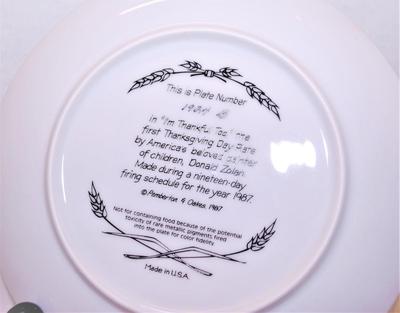 This is Plate Number
In "I'm Thankful Too," the
first Thanksgiving Day plate
by America's beloved painter
of children, Donald Zolan.
Made during a nineteen-day
firing schedule for the year 1987.
© Pemberton & Oakes, 1987
Not for containing food because of the potential
toxicity of rare metallic pigments fired
into the plate for color fidelity.
Made in U.S.A.